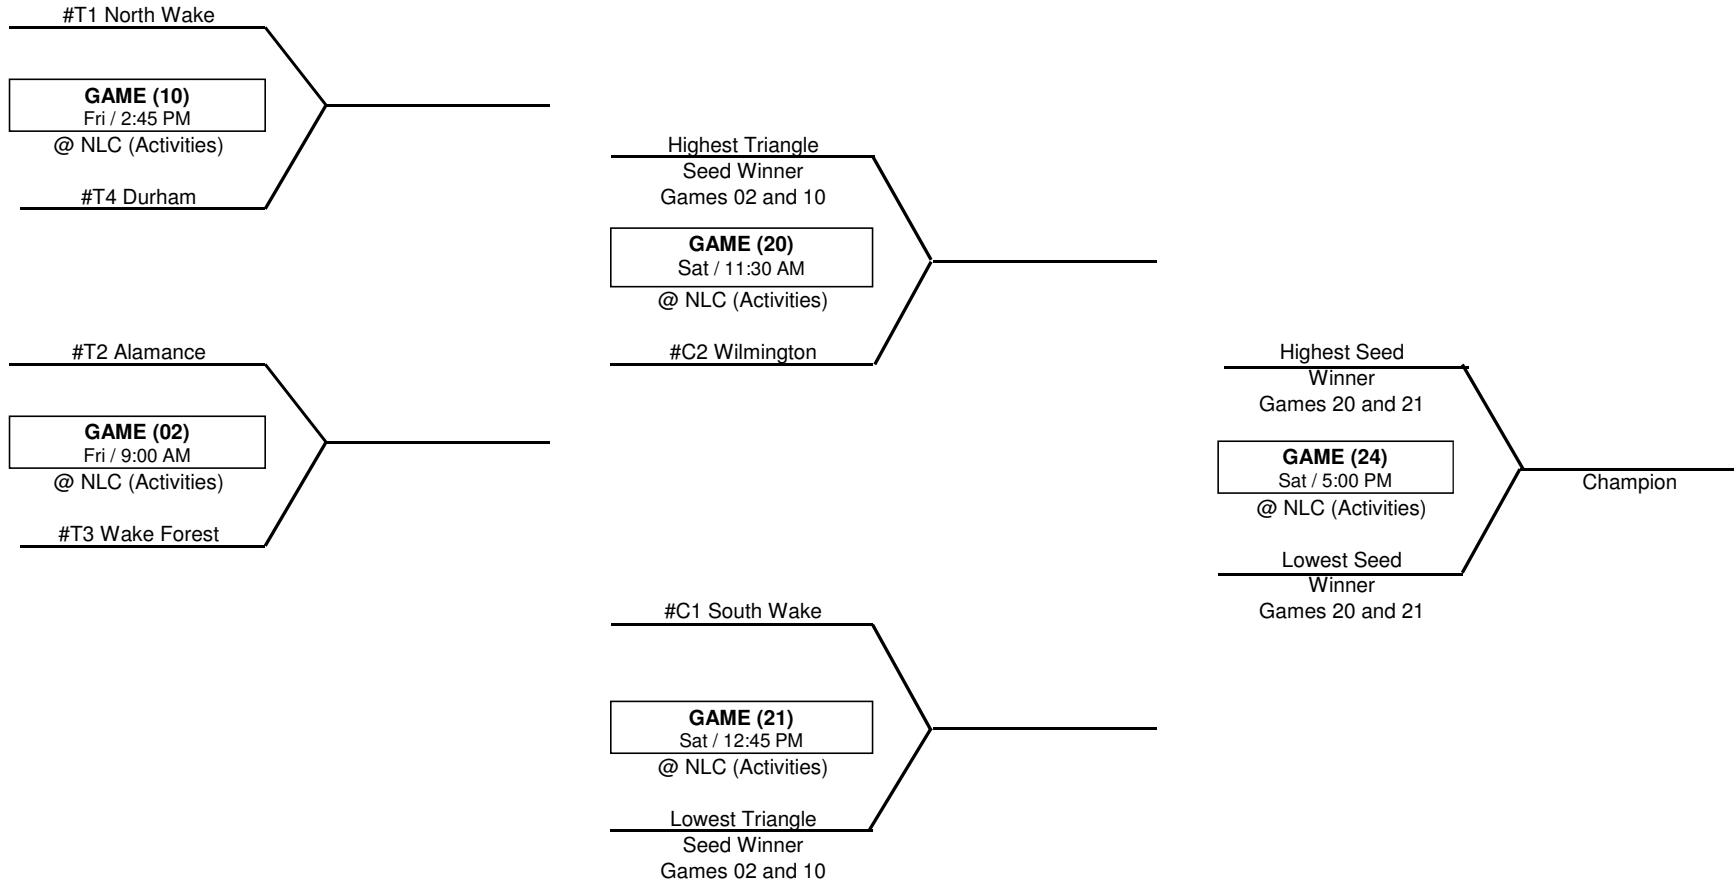 #T1 North Wake
GAME (10)
Fri / 2:45 PM
@ NLC (Activities)
#T4 Durham
#T2 Alamance
GAME (02)
Fri / 9:00 AM
@ NLC (Activities)
#T3 Wake Forest
Highest Triangle
Seed Winner
Games 02 and 10
GAME (20)
Sat / 11:30 AM
@ NLC (Activities)
#C2 Wilmington
#C1 South Wake
GAME (21)
Sat / 12:45 PM
@ NLC (Activities)
Lowest Triangle
Seed Winner
Games 02 and 10
Highest Seed
Winner
Games 20 and 21
GAME (24)
Sat / 5:00 PM
@ NLC (Activities)
Lowest Seed
Winner
Games 20 and 21
Champion